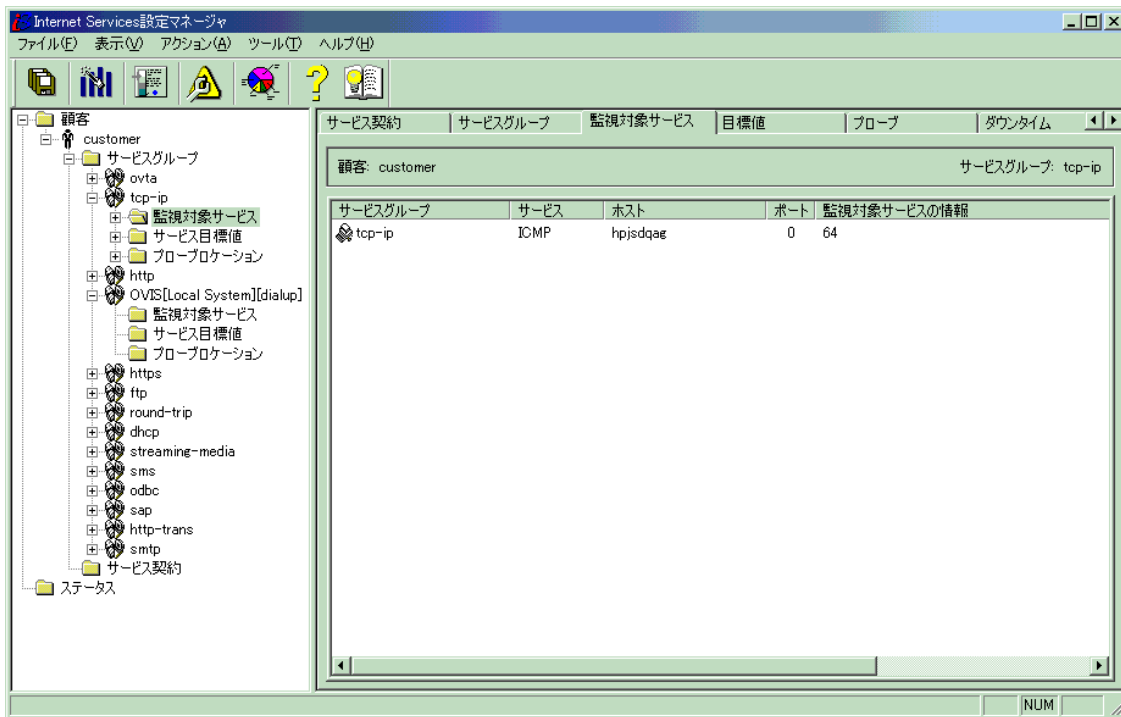 Internet Services設定マネージャ
ファイル(F) 表示(V) アクション(A) ツール(T) ヘルプ(H)
顧客
customer
サービスグループ
ovta
tcp-ip
監視対象サービス
サービス目標値
プローブロケーション
http
OVIS[Local System][dialup]
監視対象サービス
サービス目標値
プローブロケーション
https
ftp
round-trip
dhcp
streaming-media
sms
odbc
sap
http-trans
smtp
サービス契約
ステータス
サービス契約 サービスグループ 監視対象サービス 目標値 プローブ ダウンタイム
顧客: customer サービスグループ: tcp-ip
サービスグループ サービス ホスト ポート 監視対象サービスの情報
tcp-ip ICMP hpjsdqag 0 64
NUM